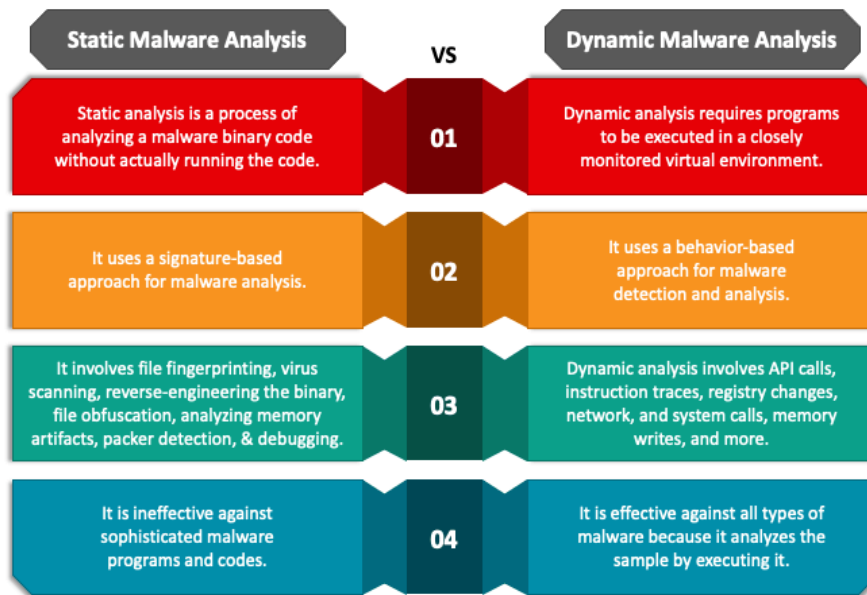 Static Malware Analysis
VS
Dynamic Malware Analysis
Static analysis is a process of
analyzing a malware binary code
without actually running the code.
01
Dynamic analysis requires programs
to be executed in a closely
monitored virtual environment.
It uses a signature-based
approach for malware analysis.
02
It uses a behavior-based
approach for malware
detection and analysis.
It involves file fingerprinting, virus
scanning, reverse-engineering the binary,
file obfuscation, analyzing memory
artifacts, packer detection, & debugging.
03
Dynamic analysis involves API calls,
instruction traces, registry changes,
network, and system calls, memory
writes, and more.
It is ineffective against
sophisticated malware
programs and codes.
04
It is effective against all types of
malware because it analyzes the
sample by executing it.